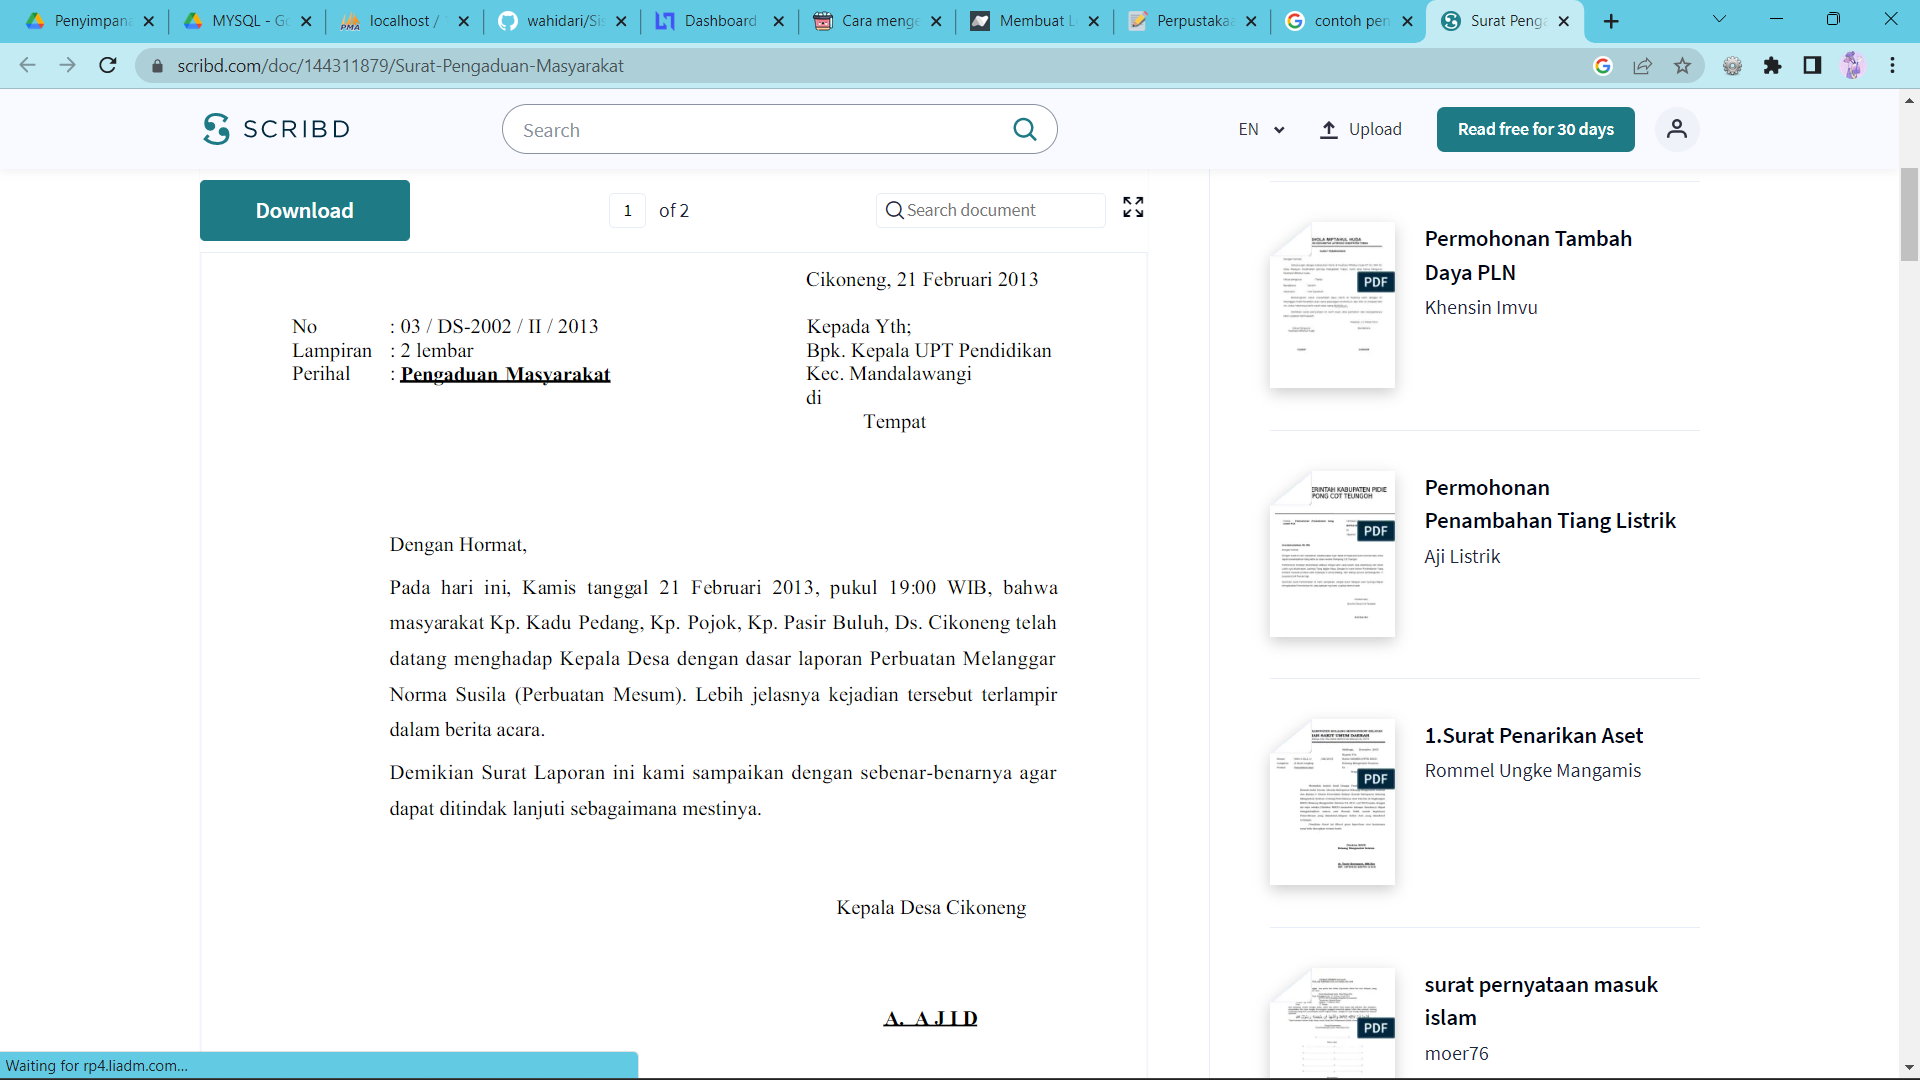 Penyimpan
MYSQL - Go
localhost /
wahidari/Sis
Dashboard
Cara menge
Membuat L
Perpustakaa
contoh pen
Surat Penga
scribd.com/doc/144311879/Surat-Pengaduan-Masyarakat
SCRIBD
Search
EN
Upload
Read free for 30 days
Download
1 of 2
Search document
Cikoneng, 21 Februari 2013
No : 03 / DS-2002 / II / 2013
Lampiran : 2 lembar
Perihal : Pengaduan Masyarakat
Kepada Yth;
Bpk. Kepala UPT Pendidikan
Kec. Mandalawangi
di
Tempat
Dengan Hormat,
Pada hari ini, Kamis tanggal 21 Februari 2013, pukul 19:00 WIB, bahwa
masyarakat Kp. Kadu Pedang, Kp. Pojok, Kp. Pasir Buluh, Ds. Cikoneng telah
datang menghadap Kepala Desa dengan dasar laporan Perbuatan Melanggar
Norma Susila (Perbuatan Mesum). Lebih jelasnya kejadian tersebut terlampir
dalam berita acara.
Demikian Surat Laporan ini kami sampaikan dengan sebenar-benarnya agar
dapat ditindak lanjuti sebagaimana mestinya.
Kepala Desa Cikoneng
A. A J I D
PDF
Permohonan Tambah
Daya PLN
Khensin Imvu
PDF
Permohonan
Penambahan Tiang Listrik
Aji Listrik
PDF
1.Surat Penarikan Aset
Rommel Ungke Mangamis
PDF
surat pernyataan masuk
islam
moer76
Waiting for rp4.liadm.com...